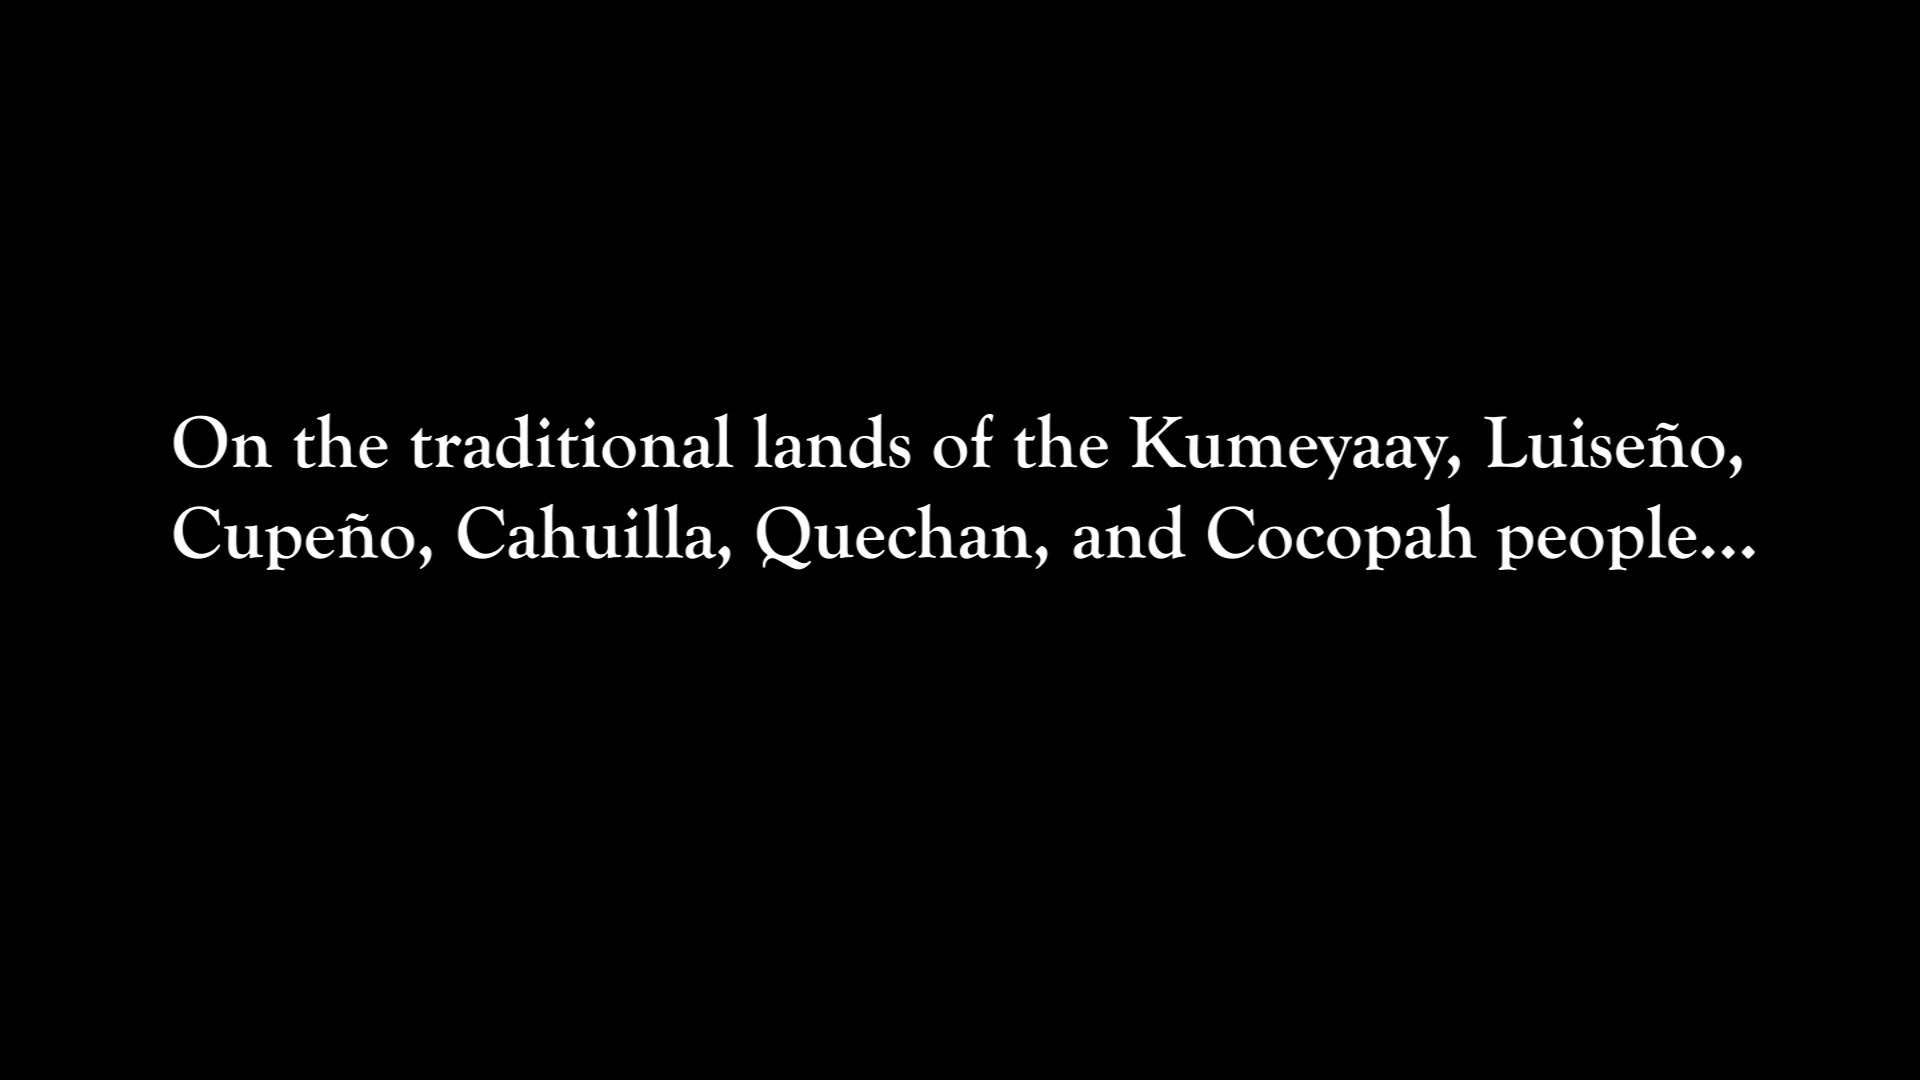 On the traditional lands of the Kumeyaay, Luiseño,
Cupeño, Cahuilla, Quechan, and Cocopah people...